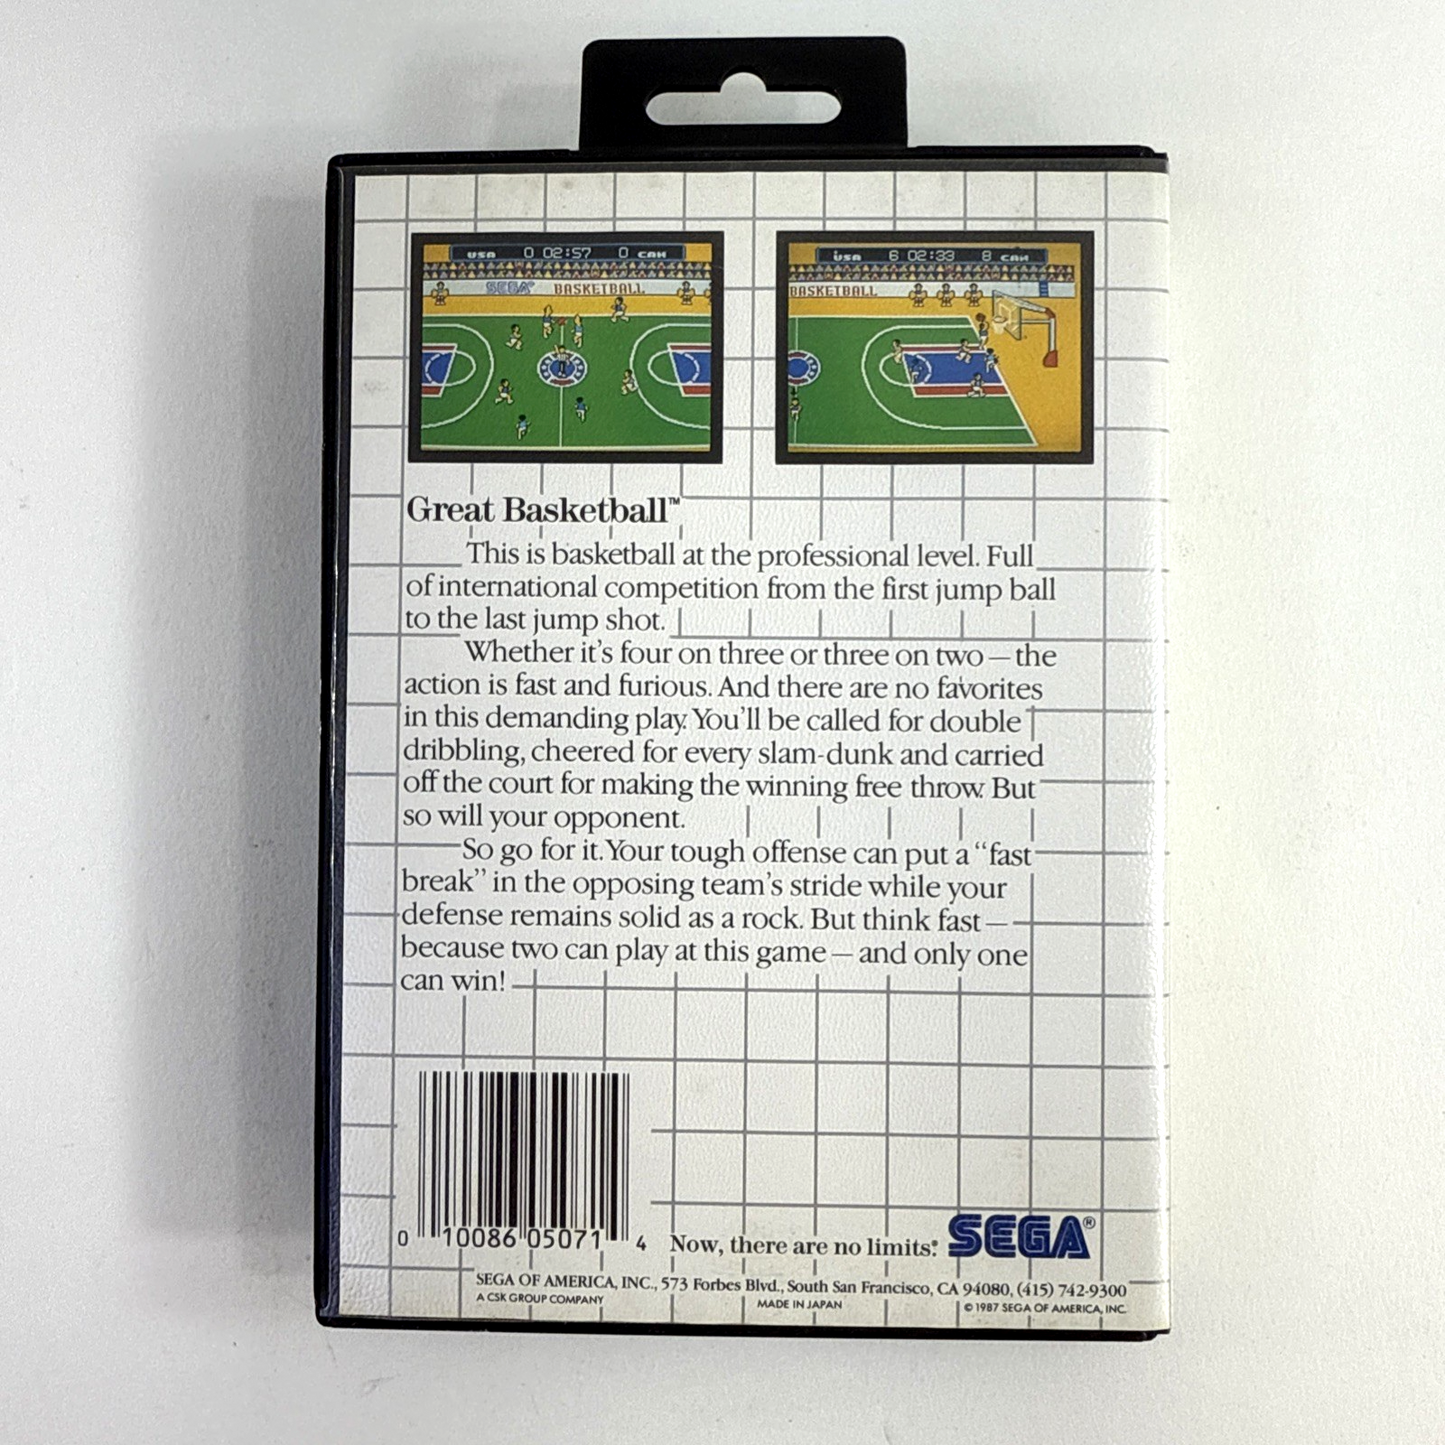 USA 0 02:57 0 CAN
SEGA® BASKETBALL
USA 6 02:33 8 CAN
BASKETBALL
Great Basketball™
This is basketball at the professional level. Full
of international competition from the first jump ball
to the last jump shot.
Whether it's four on three or three on two — the
action is fast and furious. And there are no favorites
in this demanding play. You'll be called for double
dribbling, cheered for every slam-dunk and carried
off the court for making the winning free throw. But
so will your opponent.
So go for it. Your tough offense can put a “fast
break” in the opposing team's stride while your
defense remains solid as a rock. But think fast —
because two can play at this game — and only one
can win!
0 10086 05071 4
Now, there are no limits.® SEGA®
SEGA OF AMERICA, INC., 573 Forbes Blvd., South San Francisco, CA 94080, (415) 742-9300
A CSK GROUP COMPANY MADE IN JAPAN © 1987 SEGA OF AMERICA, INC.